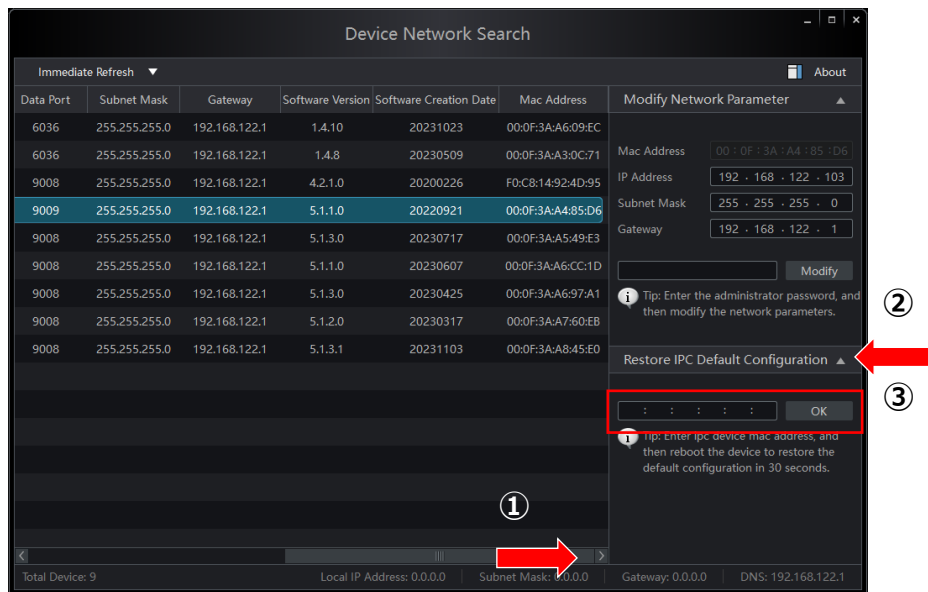 Device Network Search
Immediate Refresh ▼ About
Data Port Subnet Mask Gateway Software Version Software Creation Date Mac Address
6036 255.255.255.0 192.168.122.1 1.4.10 20231023 00:0F:3A:A6:09:EC
6036 255.255.255.0 192.168.122.1 1.4.8 20230509 00:0F:3A:A3:0C:71
9008 255.255.255.0 192.168.122.1 4.2.1.0 20200226 F0:C8:14:92:4D:95
9009 255.255.255.0 192.168.122.1 5.1.1.0 20220921 00:0F:3A:A4:85:D6
9008 255.255.255.0 192.168.122.1 5.1.3.0 20230717 00:0F:3A:A5:49:E3
9008 255.255.255.0 192.168.122.1 5.1.1.0 20230607 00:0F:3A:A6:CC:1D
9008 255.255.255.0 192.168.122.1 5.1.3.0 20230425 00:0F:3A:A6:97:A1
9008 255.255.255.0 192.168.122.1 5.1.2.0 20230317 00:0F:3A:A7:60:EB
9008 255.255.255.0 192.168.122.1 5.1.3.1 20231103 00:0F:3A:A8:45:E0
Modify Network Parameter ▲
Mac Address 00 : 0F : 3A : A4 : 85 : D6
IP Address 192 . 168 . 122 . 103
Subnet Mask 255 . 255 . 255 . 0
Gateway 192 . 168 . 122 . 1
Modify
Tip: Enter the administrator password, and
then modify the network parameters.
②
Restore IPC Default Configuration ▲
③
: : : : : OK
Tip: Enter ipc device mac address, and
then reboot the device to restore the
default configuration in 30 seconds.
①
Total Device: 9 Local IP Address: 0.0.0.0 Subnet Mask: 0.0.0.0 Gateway: 0.0.0.0 DNS: 192.168.122.1